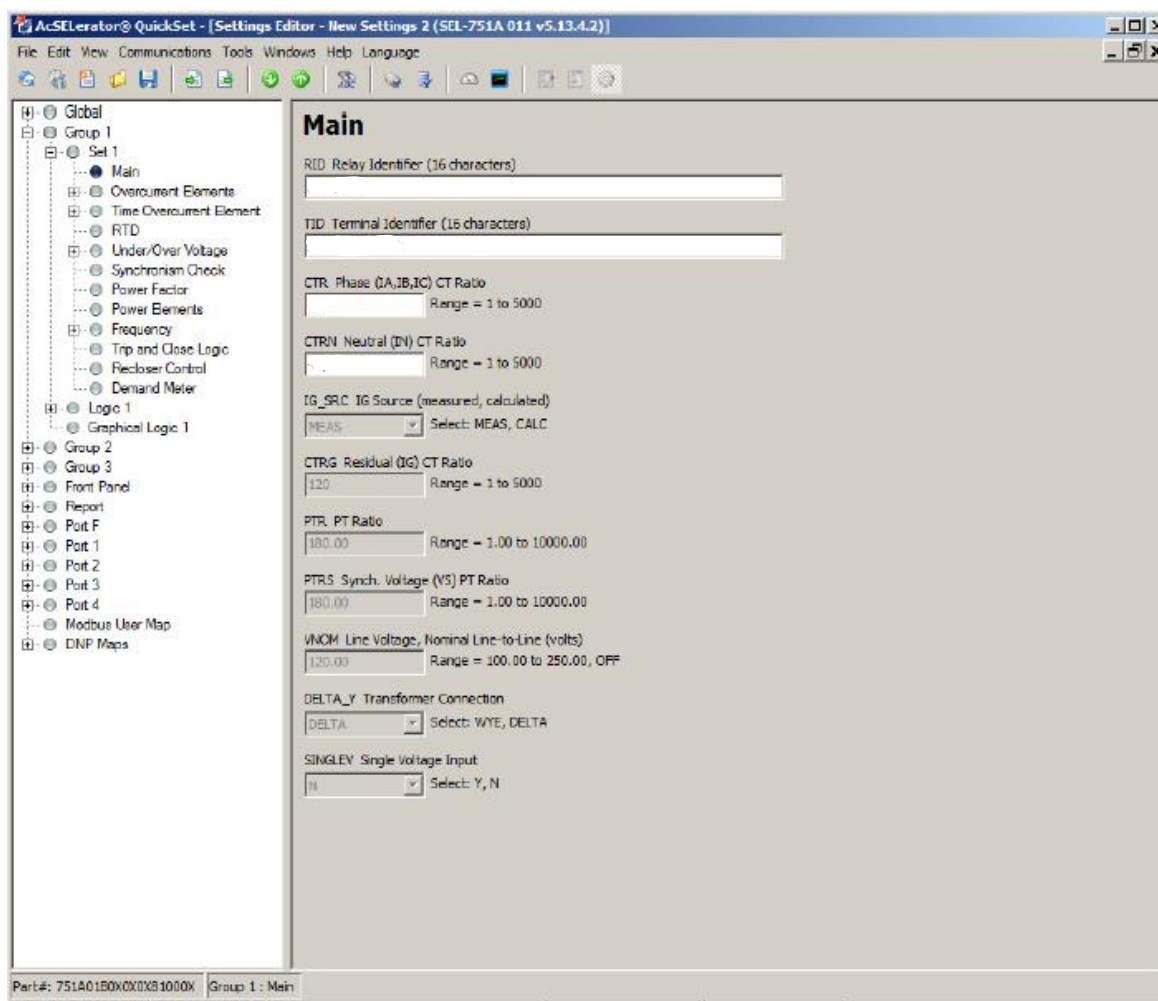 AcSELerator® QuickSet - [Settings Editor - New Settings 2 (SEL-751A 011 v5.13.4.2)]
File Edit View Communications Tools Windows Help Language
Global
Group 1
Set 1
Main
Overcurrent Elements
Time Overcurrent Element
RTD
Under/Over Voltage
Synchronism Check
Power Factor
Power Elements
Frequency
Trip and Close Logic
Recloser Control
Demand Meter
Logic 1
Graphical Logic 1
Group 2
Group 3
Front Panel
Report
Port F
Port 1
Port 2
Port 3
Port 4
Modbus User Map
DNP Maps
Main
RID Relay Identifier (16 characters)
TID Terminal Identifier (16 characters)
CTR Phase (IA,IB,IC) CT Ratio
Range = 1 to 5000
CTRN Neutral (IN) CT Ratio
Range = 1 to 5000
IG_SRC IG Source (measured, calculated)
MEAS Select: MEAS, CALC
CTRG Residual (IG) CT Ratio
120 Range = 1 to 5000
PTR PT Ratio
180.00 Range = 1.00 to 10000.00
PTRS Synch. Voltage (VS) PT Ratio
180.00 Range = 1.00 to 10000.00
VNOM Line Voltage, Nominal Line-to-Line (volts)
120.00 Range = 100.00 to 250.00, OFF
DELTA_Y Transformer Connection
DELTA Select: WYE, DELTA
SINGLEV Single Voltage Input
N Select: Y, N
Part#: 751A01B0X0X0X81000X Group 1 : Main